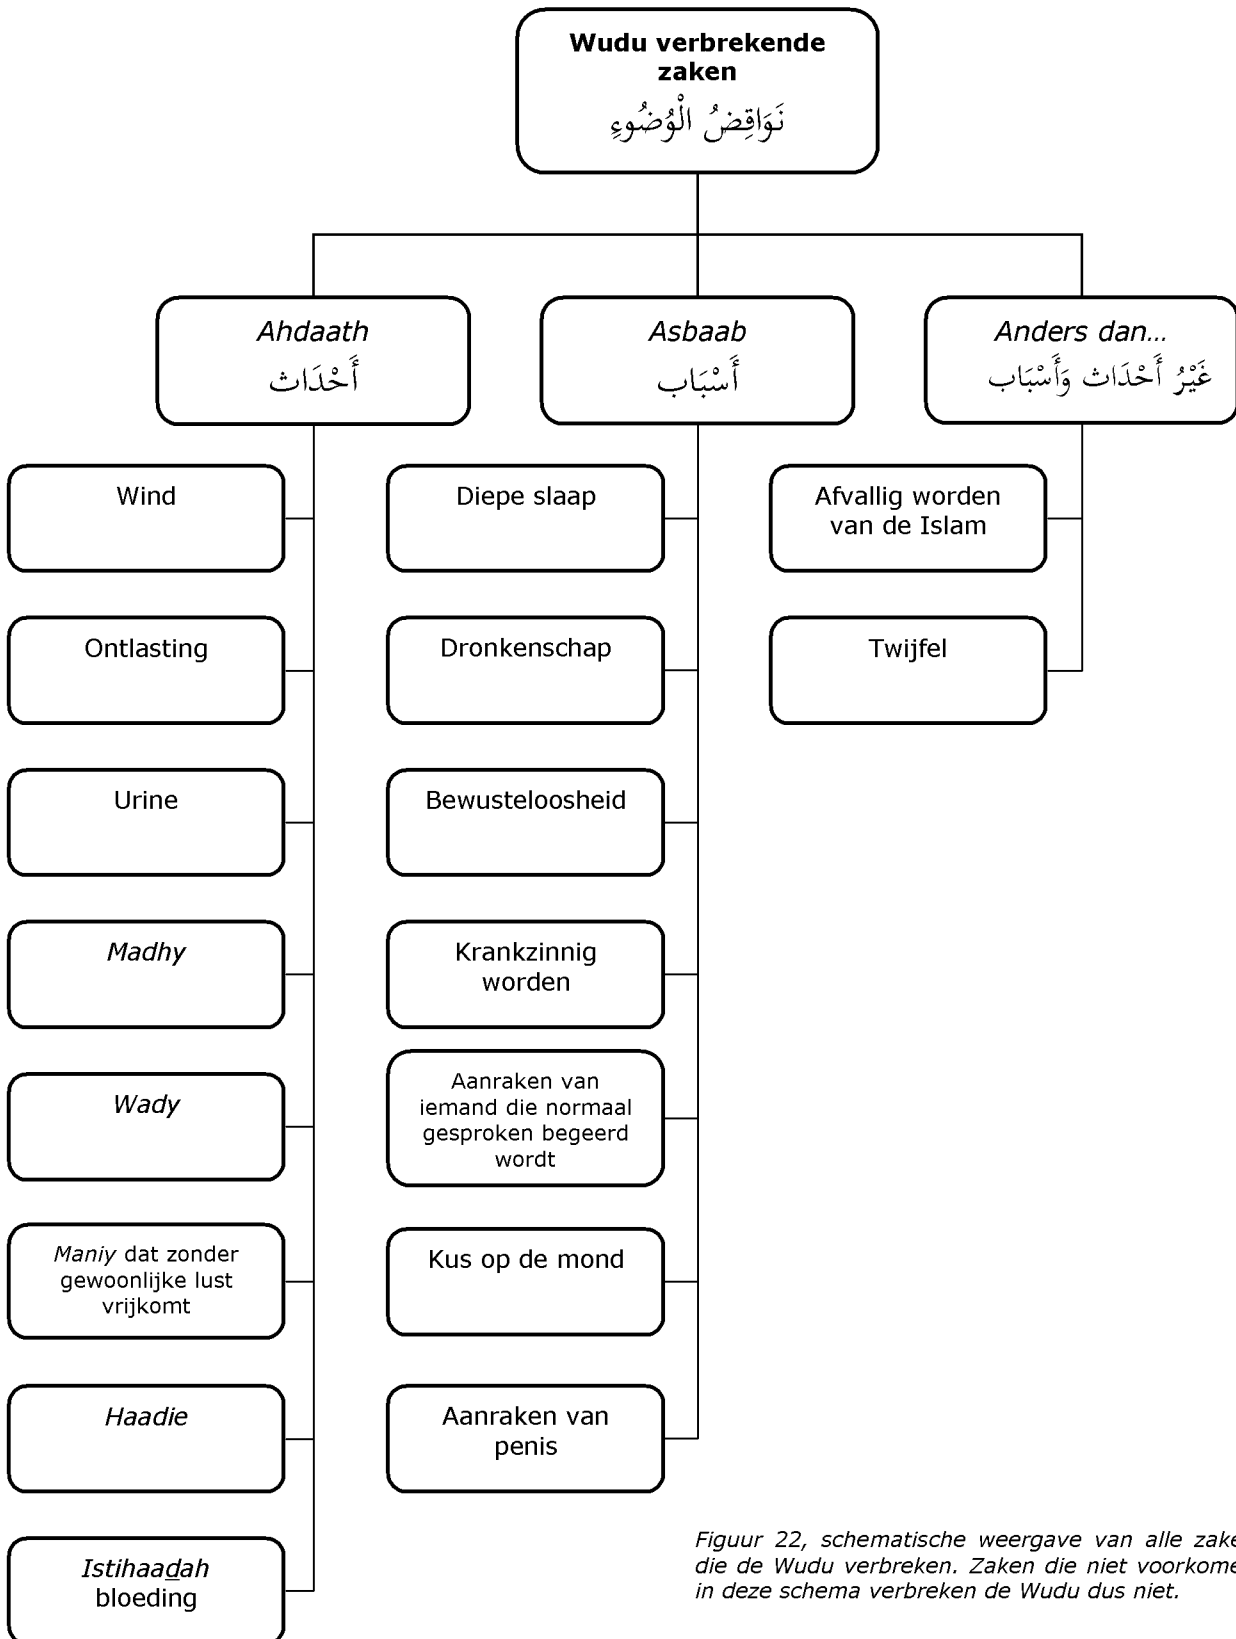 Wudu verbrekende
zaken
نَوَاقِضُ الْوُضُوءِ
Ahdaath
أَحْدَاث
Asbaab
أَسْبَاب
Anders dan...
غَيْرُ أَحْدَاث وَأَسْبَاب
Wind
Ontlasting
Urine
Madhy
Wady
Maniy dat zonder
gewoonlijke lust
vrijkomt
Haadie
Istihaadah
bloeding
Diepe slaap
Dronkenschap
Bewusteloosheid
Krankzinnig
worden
Aanraken van
iemand die normaal
gesproken begeerd
wordt
Kus op de mond
Aanraken van
penis
Afvallig worden
van de Islam
Twijfel
Figuur 22, schematische weergave van alle zake
die de Wudu verbreken. Zaken die niet voorkome
in deze schema verbreken de Wudu dus niet.